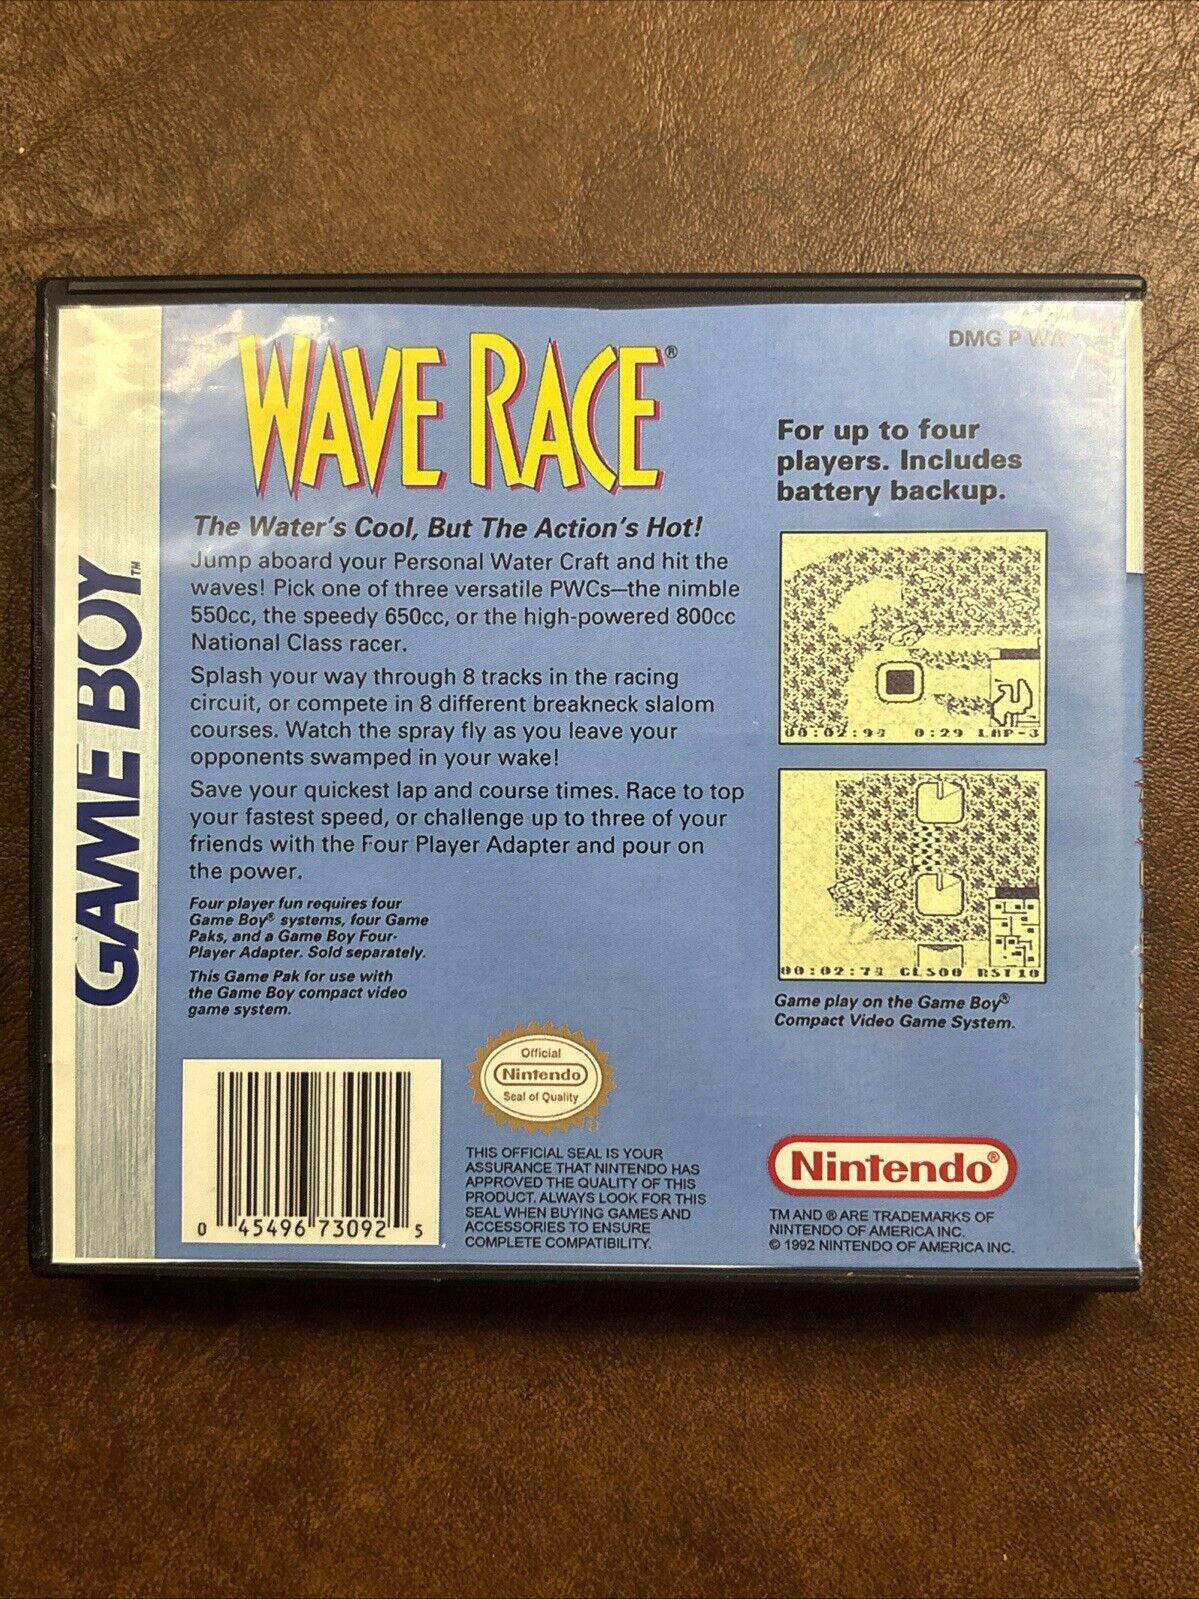 WAVE RACE®
DMG P
GAME BOY™
The Water's Cool, But The Action's Hot!
Jump aboard your Personal Water Craft and hit the
waves! Pick one of three versatile PWCs—the nimble
550cc, the speedy 650cc, or the high-powered 800cc
National Class racer.
Splash your way through 8 tracks in the racing
circuit, or compete in 8 different breakneck slalom
courses. Watch the spray fly as you leave your
opponents swamped in your wake!
Save your quickest lap and course times. Race to top
your fastest speed, or challenge up to three of your
friends with the Four Player Adapter and pour on
the power.
Four player fun requires four
Game Boy® systems, four Game
Paks, and a Game Boy Four-
Player Adapter. Sold separately.
This Game Pak for use with
the Game Boy compact video
game system.
For up to four
players. Includes
battery backup.
0:29 LAP-3
CLS00 RST10
Game play on the Game Boy®
Compact Video Game System.
0 45496 73092 5
Official
Nintendo
Seal of Quality
THIS OFFICIAL SEAL IS YOUR
ASSURANCE THAT NINTENDO HAS
APPROVED THE QUALITY OF THIS
PRODUCT. ALWAYS LOOK FOR THIS
SEAL WHEN BUYING GAMES AND
ACCESSORIES TO ENSURE
COMPLETE COMPATIBILITY.
Nintendo®
TM AND ® ARE TRADEMARKS OF
NINTENDO OF AMERICA INC.
© 1992 NINTENDO OF AMERICA INC.